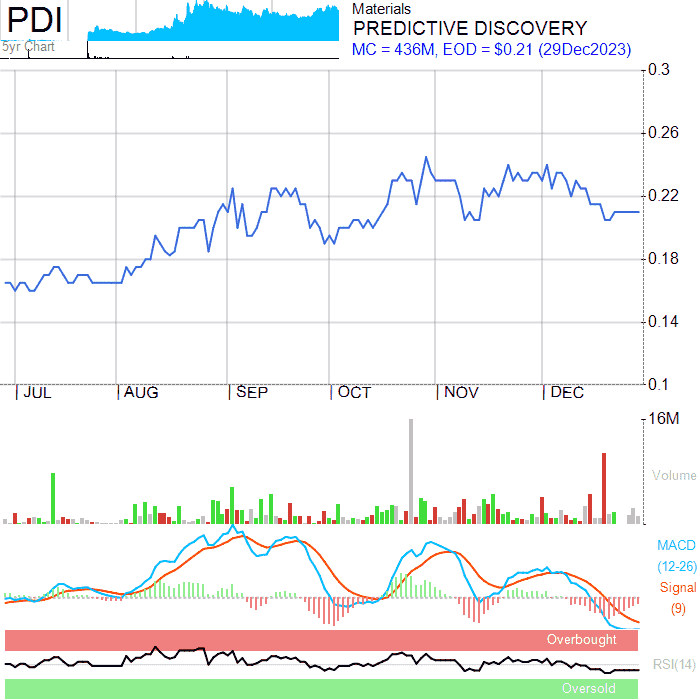 PDI
5yr Chart
Materials
PREDICTIVE DISCOVERY
MC = 436M, EOD = $0.21 (29Dec2023)
0.3
0.26
0.22
0.18
0.14
0.1
JUL AUG SEP OCT NOV DEC
16M
Volume
MACD
(12-26)
Signal
(9)
Overbought
RSI(14)
Oversold